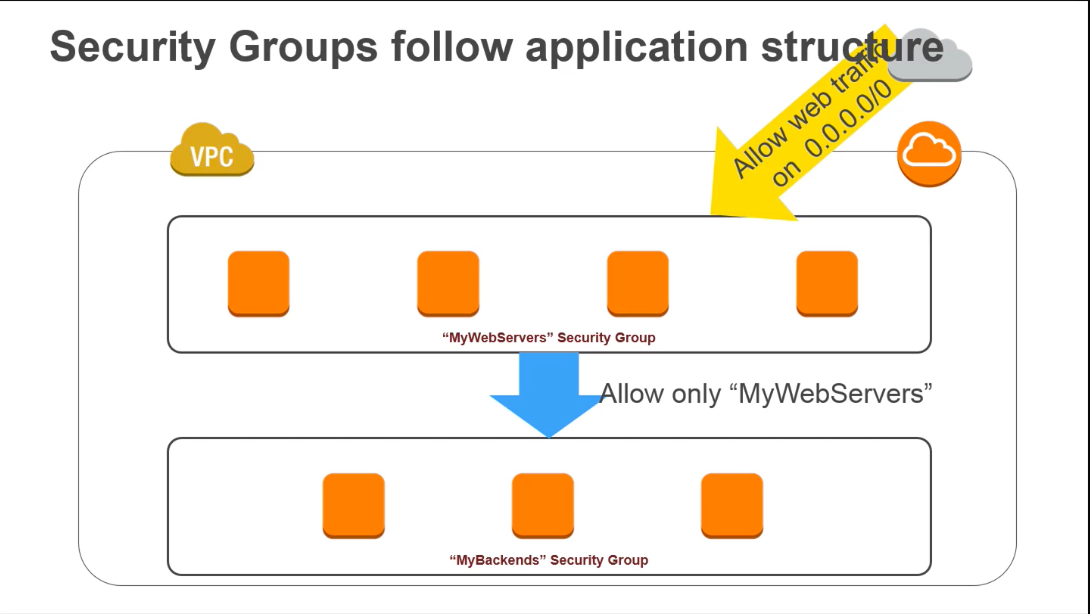 Security Groups follow application structure
Allow web traffic
on 0.0.0.0/0
VPC
“MyWebServers” Security Group
Allow only “MyWebServers”
“MyBackends” Security Group